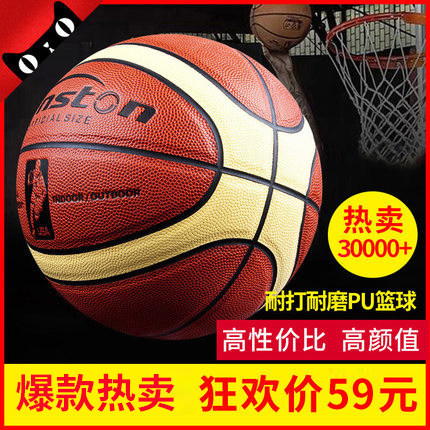 nston
OFFICIAL SIZE
INDOOR/OUTDOOR
热卖
30000+
耐打耐磨PU篮球
高性价比 高颜值
爆款热卖 狂欢价59元